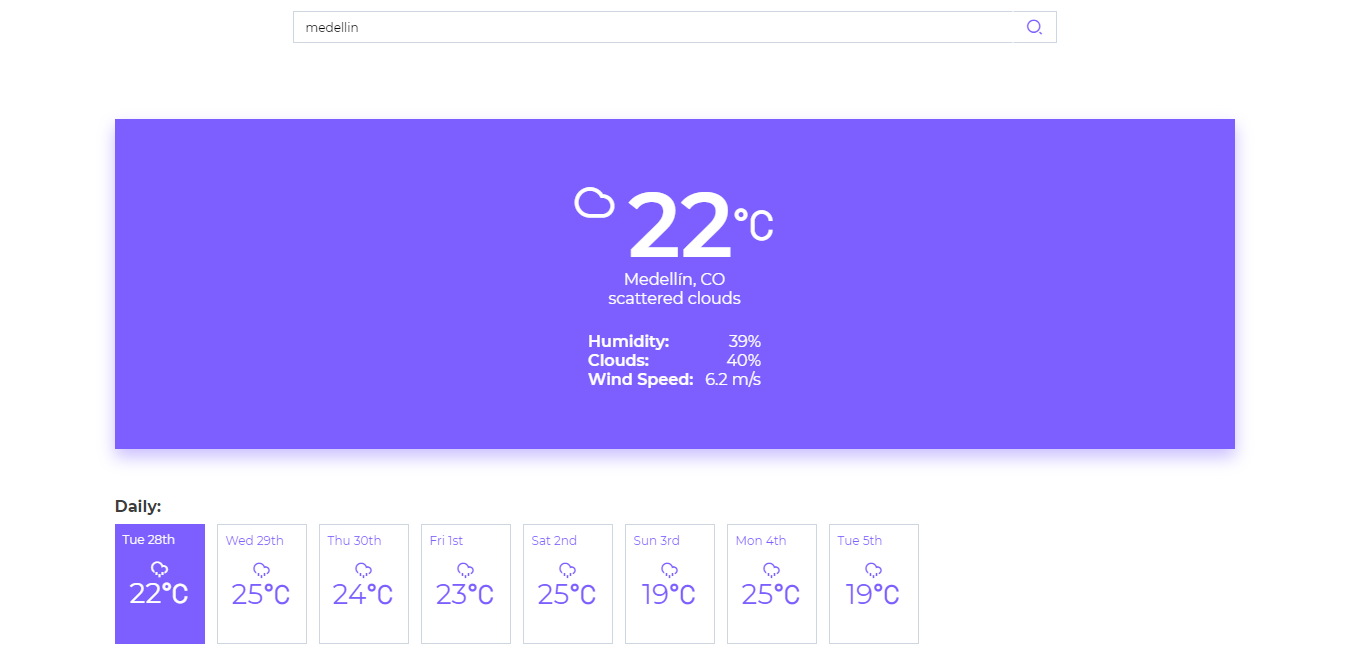 medellin
22°C
Medellín, CO
scattered clouds
Humidity: 39%
Clouds: 40%
Wind Speed: 6.2 m/s
Daily:
Tue 28th
22°C
Wed 29th
25°C
Thu 30th
24°C
Fri 1st
23°C
Sat 2nd
25°C
Sun 3rd
19°C
Mon 4th
25°C
Tue 5th
19°C